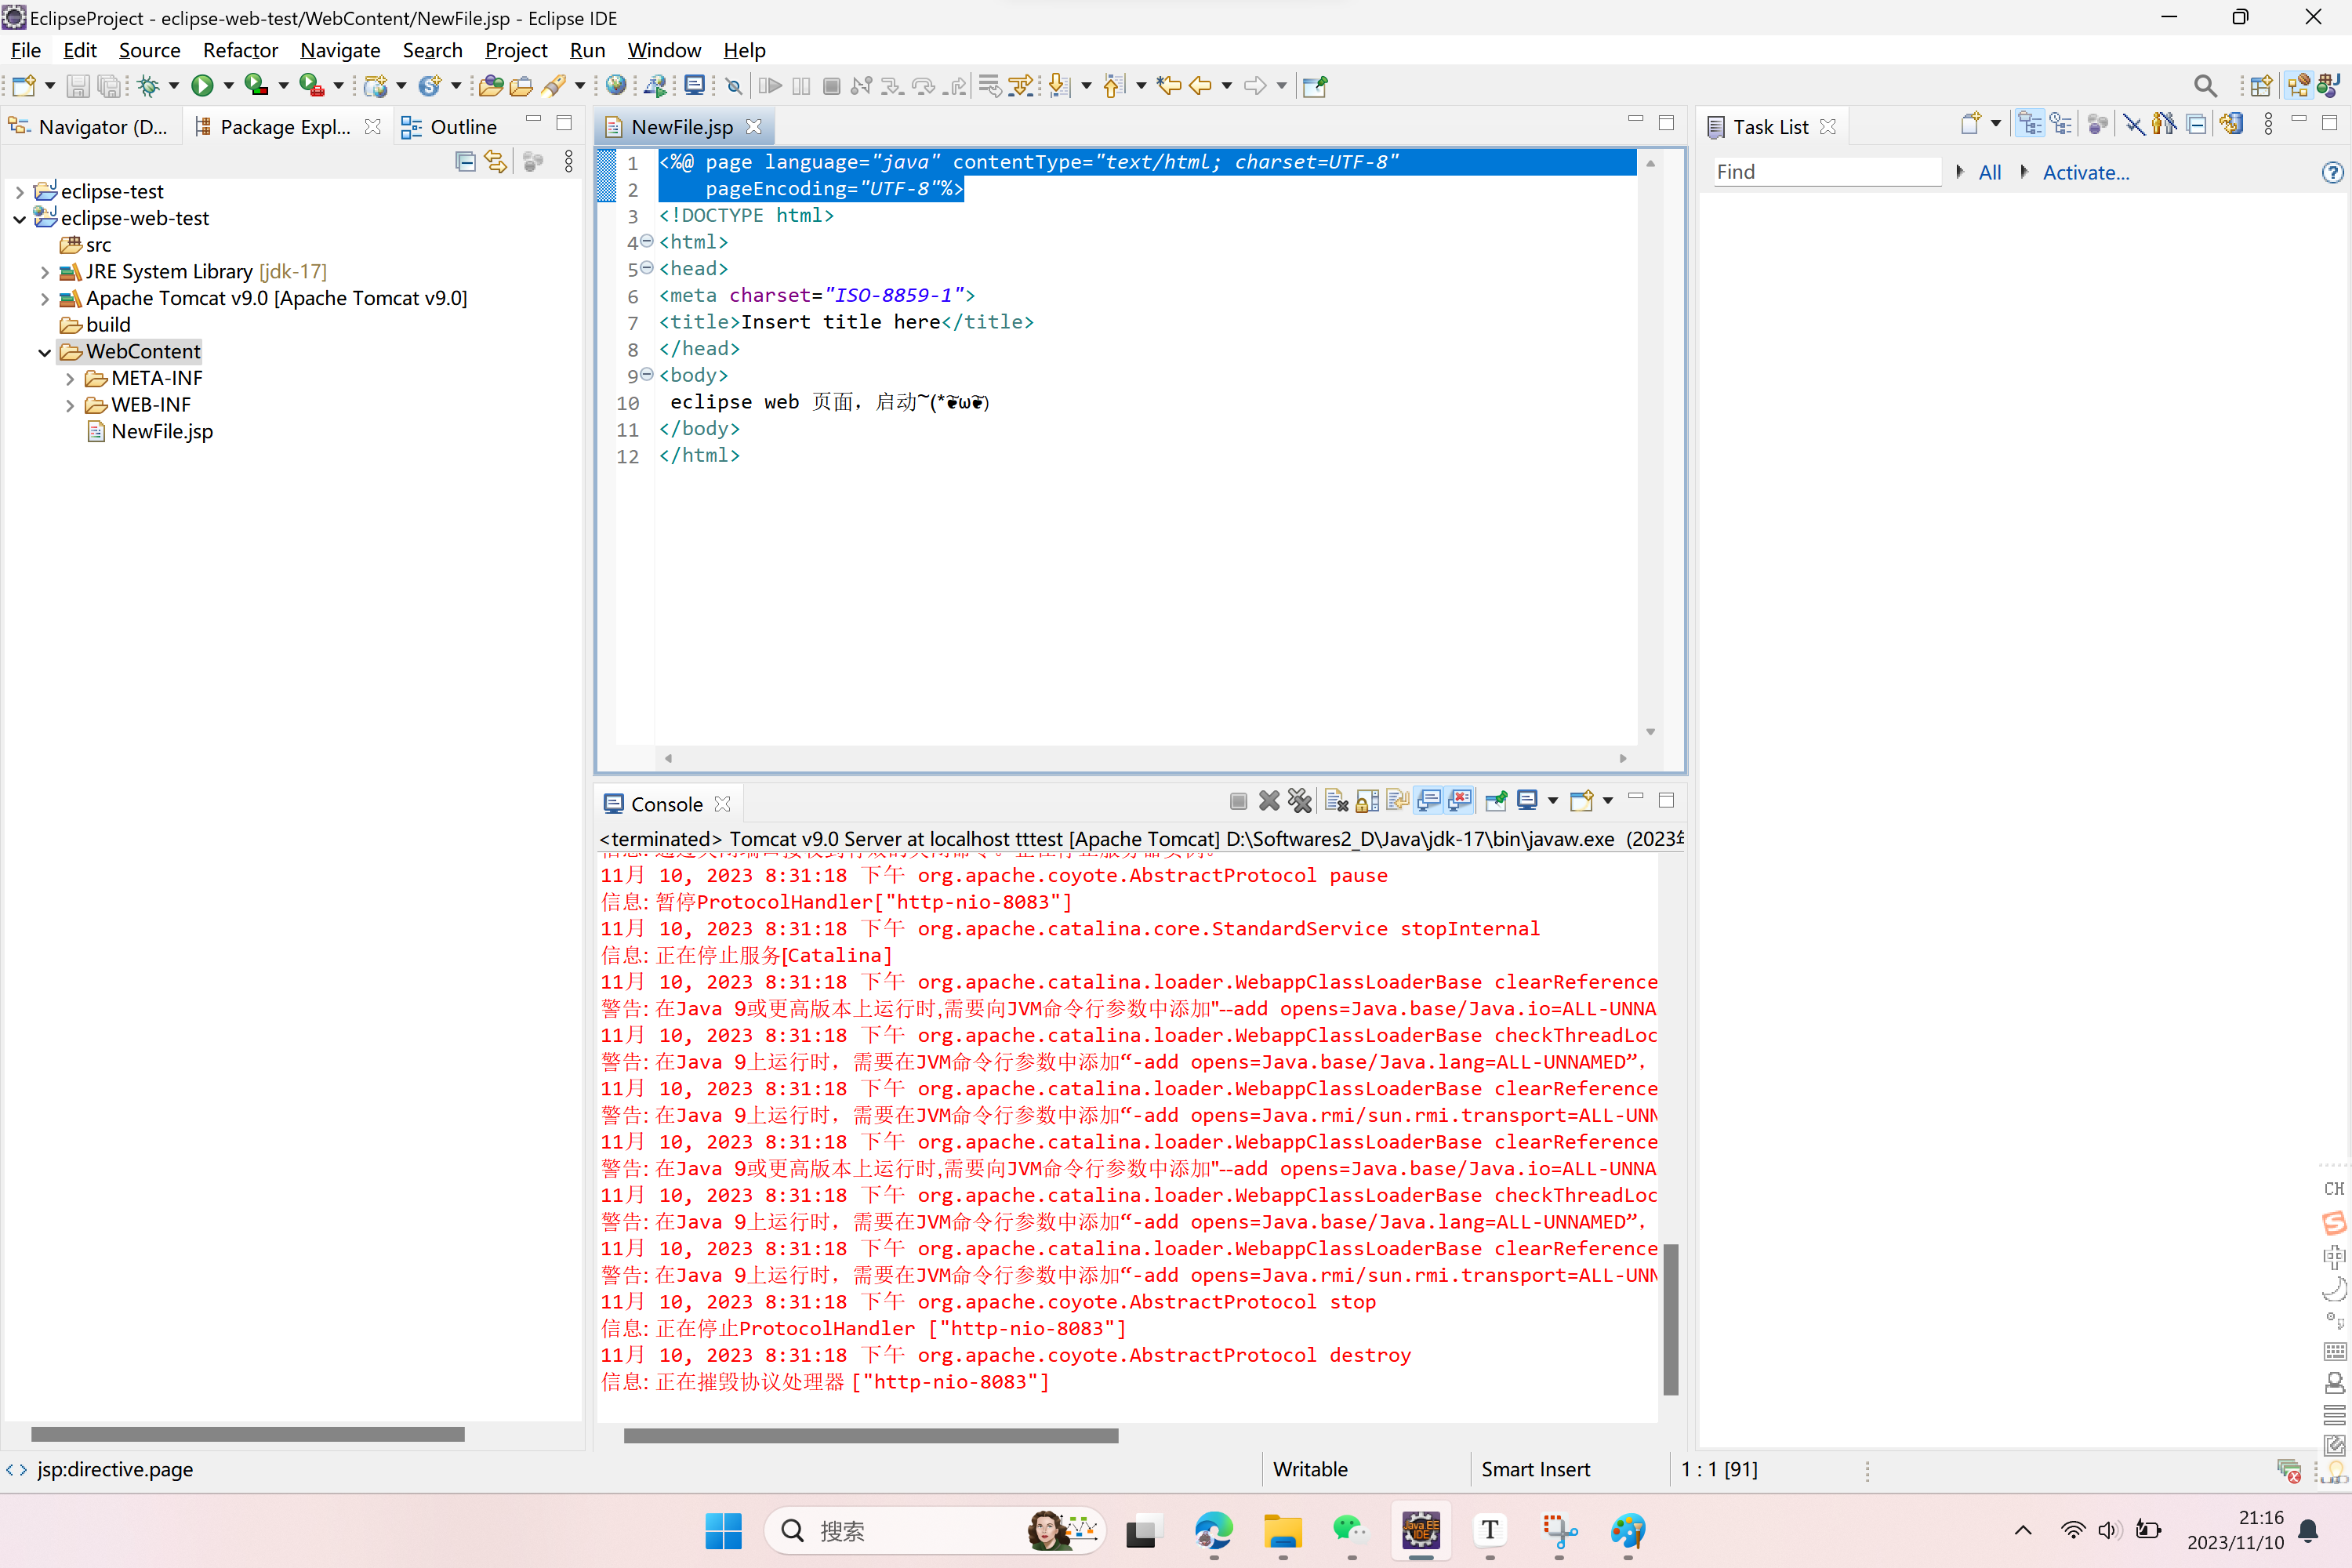 EclipseProject - eclipse-web-test/WebContent/NewFile.jsp - Eclipse IDE
File Edit Source Refactor Navigate Search Project Run Window Help
Navigator (D... Package Expl... Outline
eclipse-test
eclipse-web-test
src
JRE System Library [jdk-17]
Apache Tomcat v9.0 [Apache Tomcat v9.0]
build
WebContent
META-INF
WEB-INF
NewFile.jsp
NewFile.jsp
1 <%@ page language="java" contentType="text/html; charset=UTF-8"
2 pageEncoding="UTF-8"%>
3 <!DOCTYPE html>
4 <html>
5 <head>
6 <meta charset="ISO-8859-1">
7 <title>Insert title here</title>
8 </head>
9 <body>
10 eclipse web 页面，启动~(*❦ω❦)
11 </body>
12 </html>
Task List
Find All Activate...
Console
<terminated> Tomcat v9.0 Server at localhost tttest [Apache Tomcat] D:\Softwares2_D\Java\jdk-17\bin\javaw.exe (2023年
11月 10, 2023 8:31:18 下午 org.apache.coyote.AbstractProtocol pause
信息: 暂停ProtocolHandler["http-nio-8083"]
11月 10, 2023 8:31:18 下午 org.apache.catalina.core.StandardService stopInternal
信息: 正在停止服务[Catalina]
11月 10, 2023 8:31:18 下午 org.apache.catalina.loader.WebappClassLoaderBase clearReference
警告: 在Java 9或更高版本上运行时,需要向JVM命令行参数中添加"--add opens=Java.base/Java.io=ALL-UNNA
11月 10, 2023 8:31:18 下午 org.apache.catalina.loader.WebappClassLoaderBase checkThreadLoc
警告: 在Java 9上运行时，需要在JVM命令行参数中添加“-add opens=Java.base/Java.lang=ALL-UNNAMED”，
11月 10, 2023 8:31:18 下午 org.apache.catalina.loader.WebappClassLoaderBase clearReference
警告: 在Java 9上运行时，需要在JVM命令行参数中添加“-add opens=Java.rmi/sun.rmi.transport=ALL-UNN
11月 10, 2023 8:31:18 下午 org.apache.catalina.loader.WebappClassLoaderBase clearReference
警告: 在Java 9或更高版本上运行时,需要向JVM命令行参数中添加"--add opens=Java.base/Java.io=ALL-UNNA
11月 10, 2023 8:31:18 下午 org.apache.catalina.loader.WebappClassLoaderBase checkThreadLoc
警告: 在Java 9上运行时，需要在JVM命令行参数中添加“-add opens=Java.base/Java.lang=ALL-UNNAMED”，
11月 10, 2023 8:31:18 下午 org.apache.catalina.loader.WebappClassLoaderBase clearReference
警告: 在Java 9上运行时，需要在JVM命令行参数中添加“-add opens=Java.rmi/sun.rmi.transport=ALL-UNN
11月 10, 2023 8:31:18 下午 org.apache.coyote.AbstractProtocol stop
信息: 正在停止ProtocolHandler ["http-nio-8083"]
11月 10, 2023 8:31:18 下午 org.apache.coyote.AbstractProtocol destroy
信息: 正在摧毁协议处理器 ["http-nio-8083"]
CH
中
jsp:directive.page Writable Smart Insert 1 : 1 [91]
搜索
21:16
2023/11/10